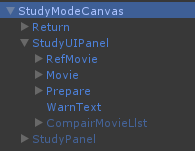 StudyModeCanvas
Return
StudyUIPanel
RefMovie
Movie
Prepare
WarnText
CompairMovieLIst
StudyPanel